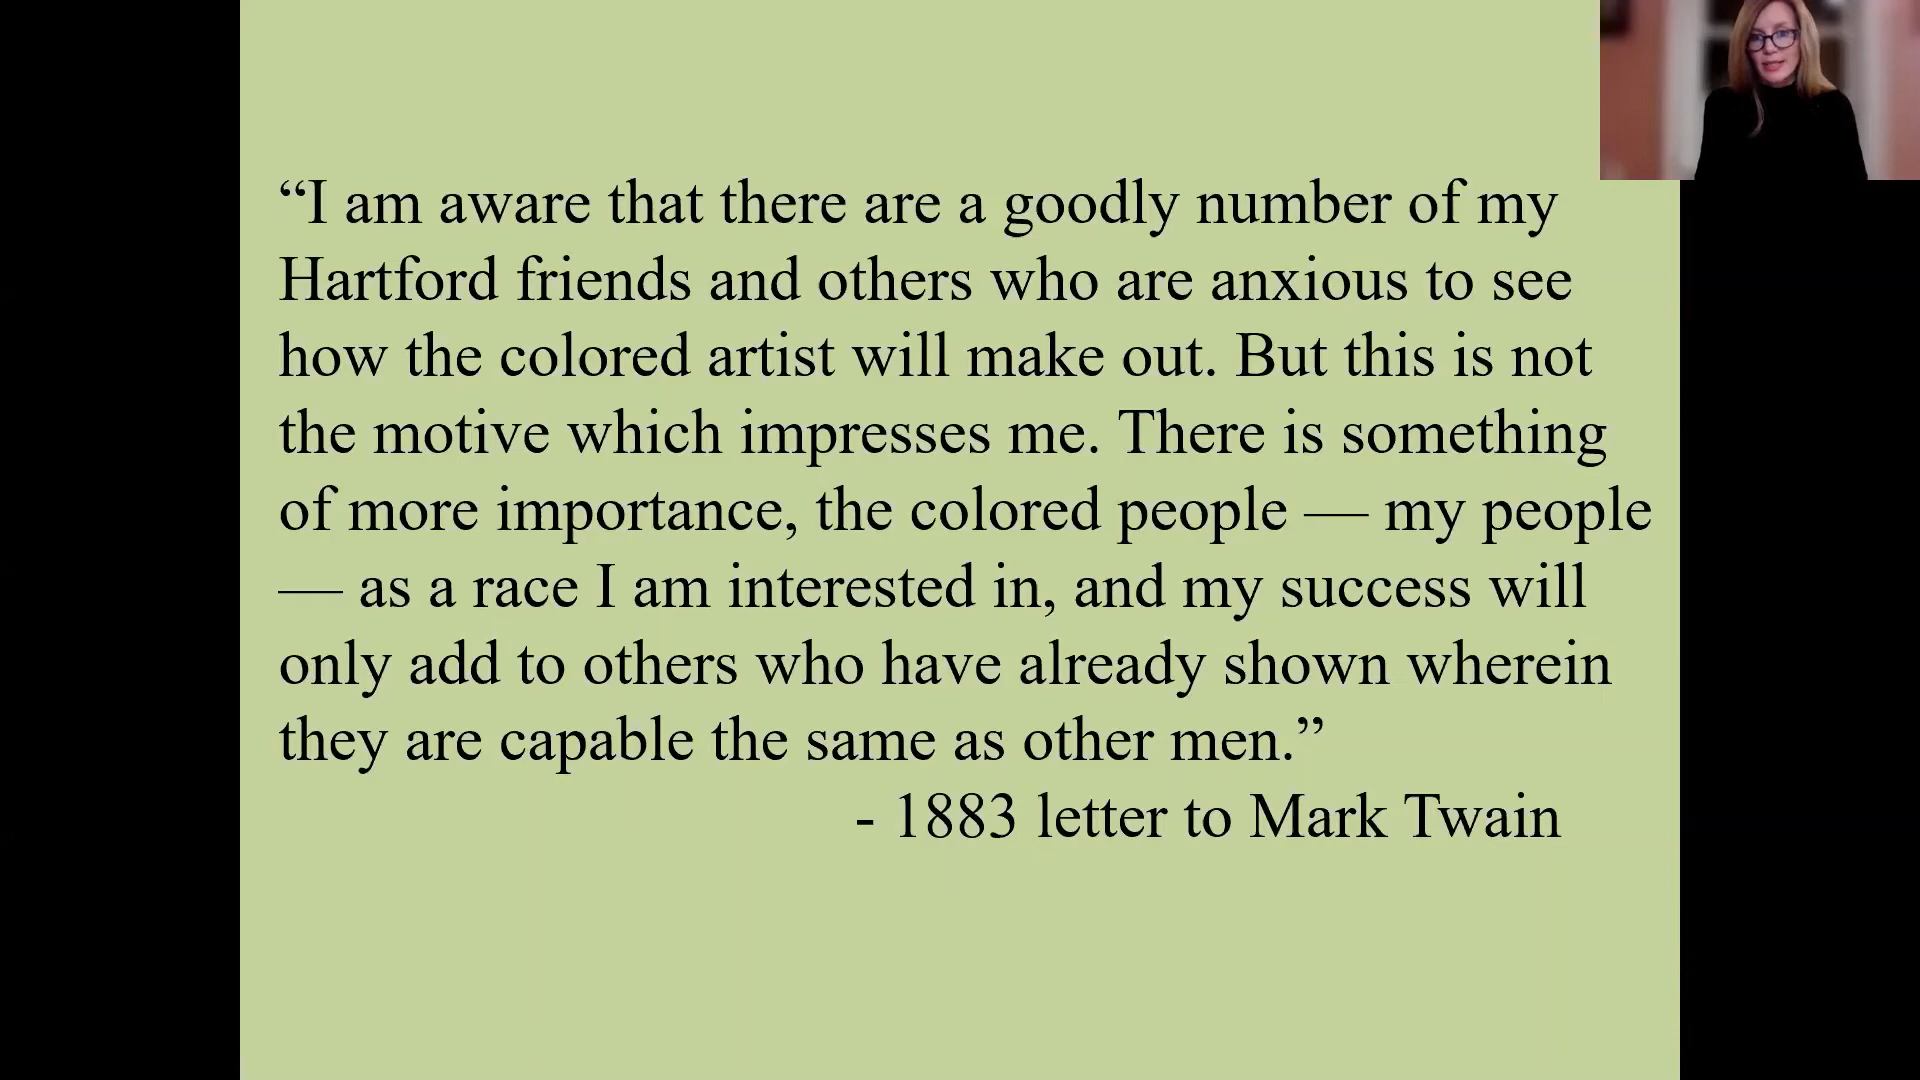 “I am aware that there are a goodly number of my
Hartford friends and others who are anxious to see
how the colored artist will make out. But this is not
the motive which impresses me. There is something
of more importance, the colored people — my people
— as a race I am interested in, and my success will
only add to others who have already shown wherein
they are capable the same as other men.”
- 1883 letter to Mark Twain